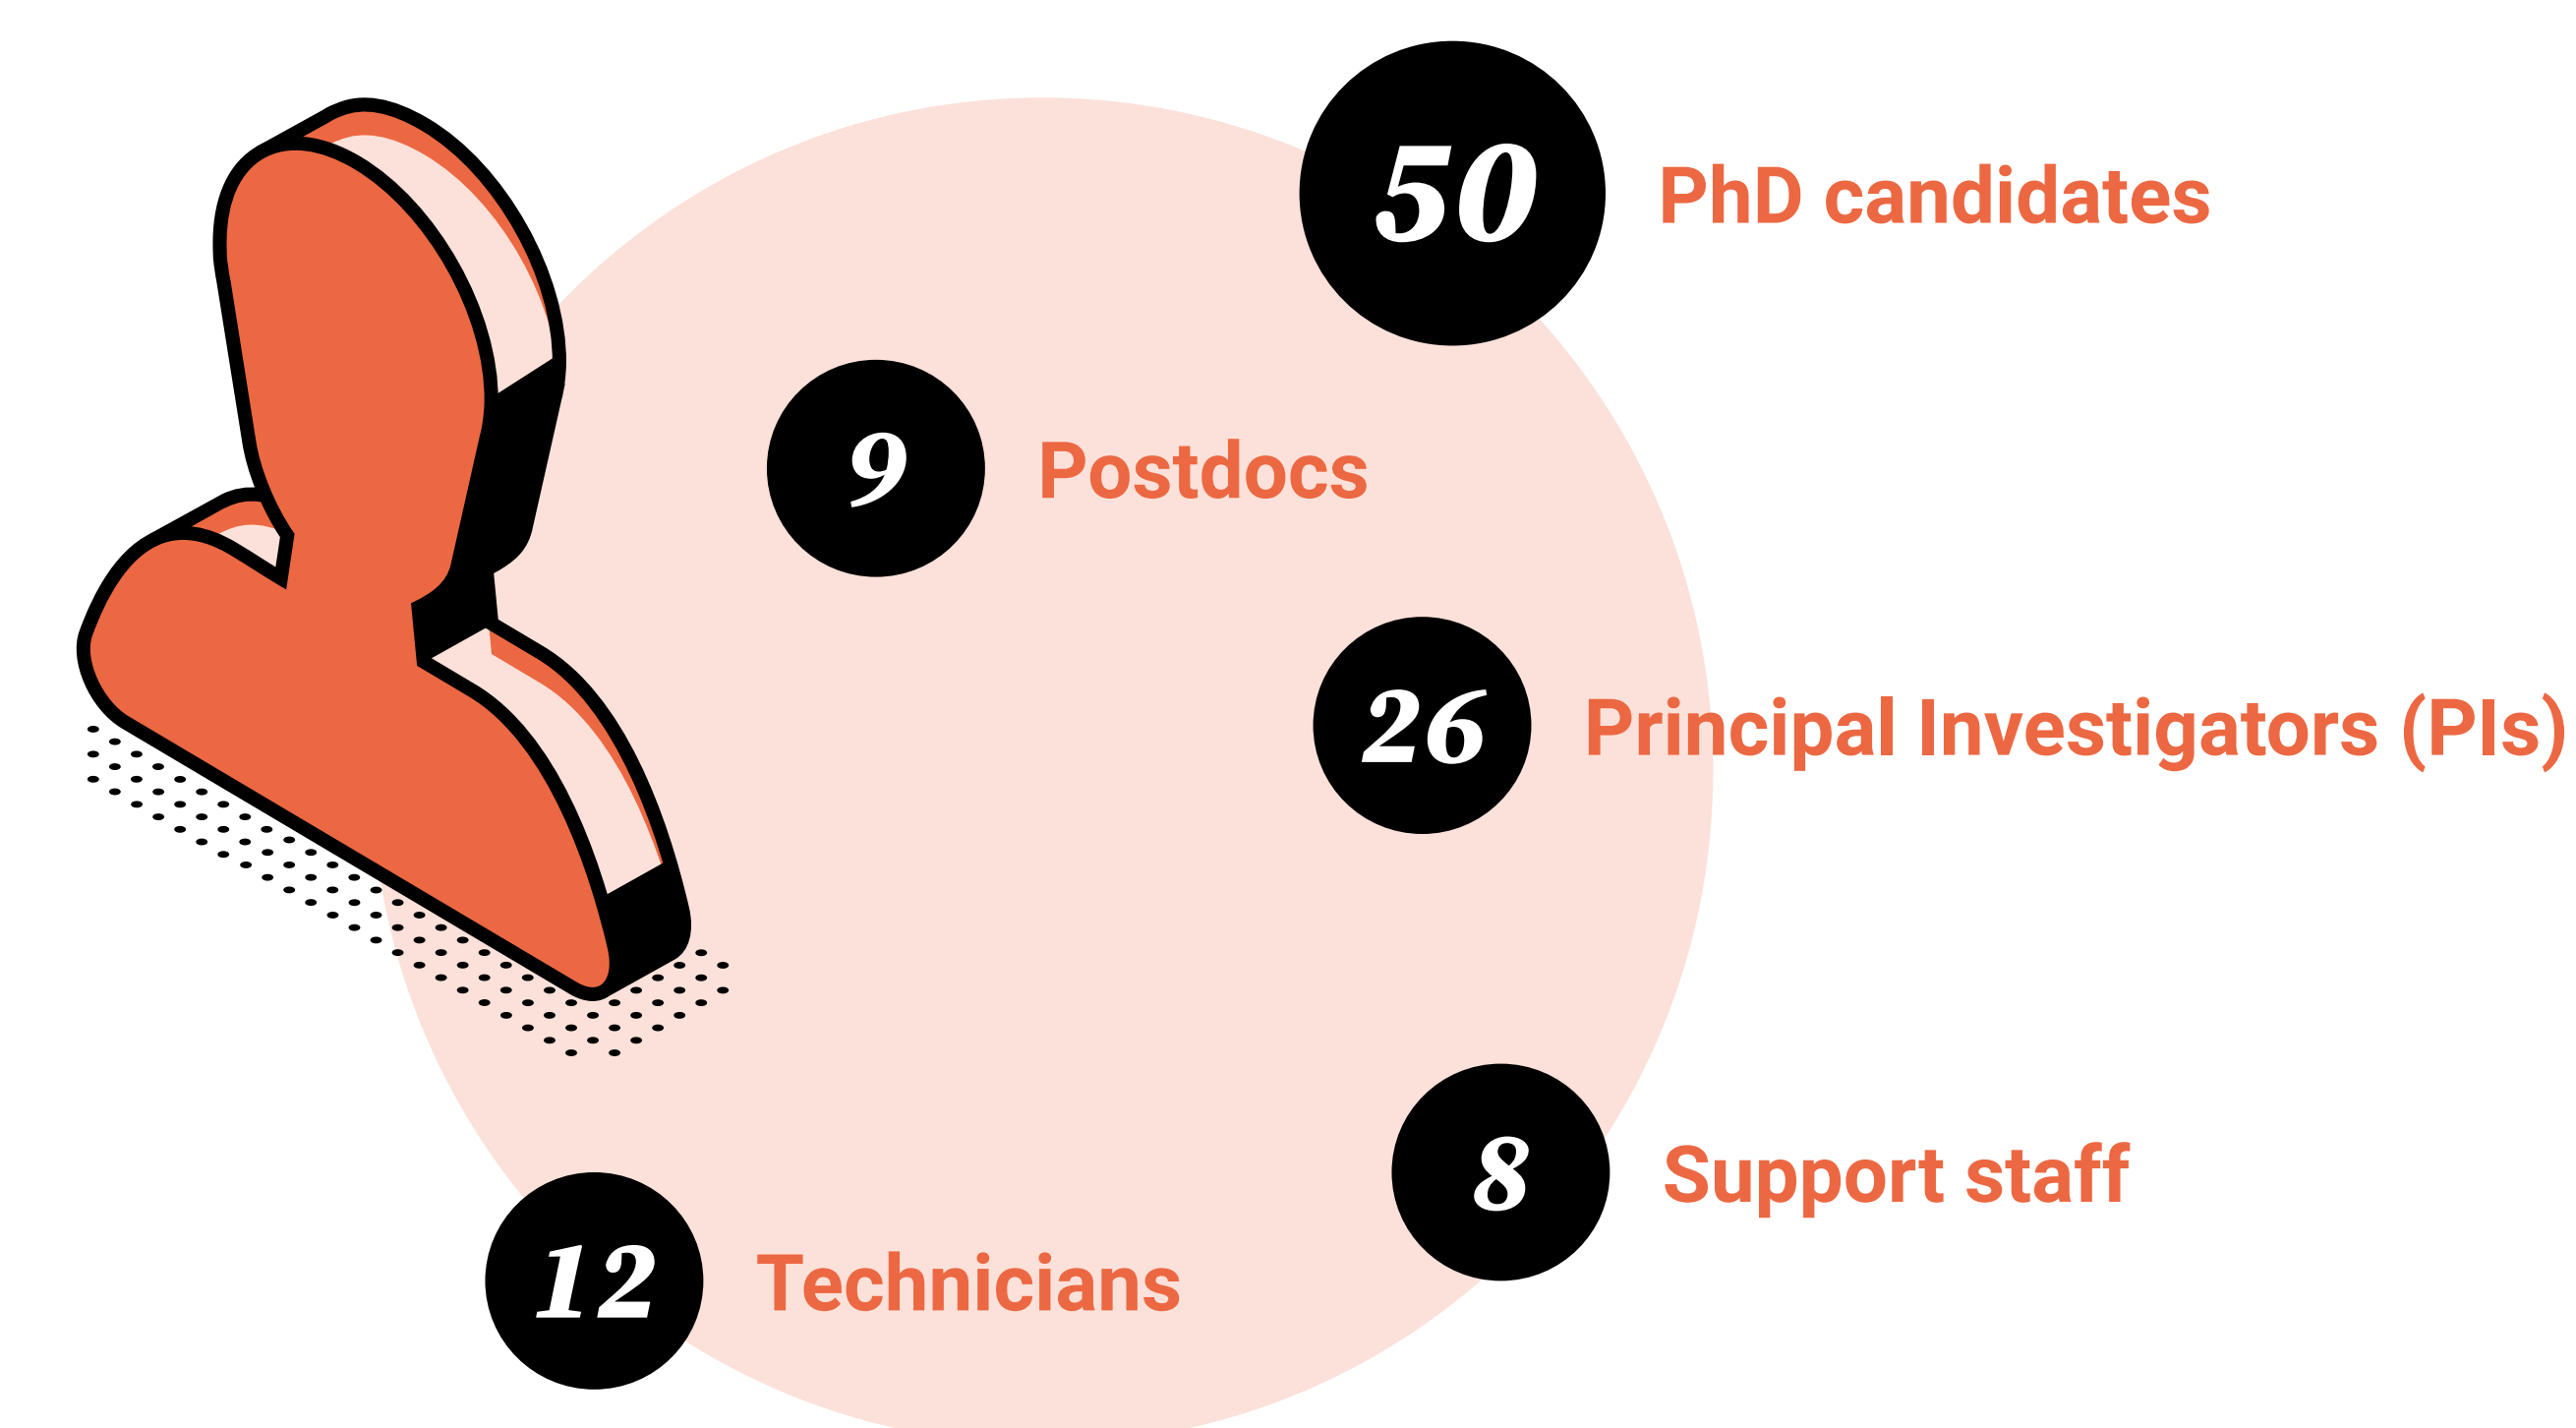 50 PhD candidates
9 Postdocs
26 Principal Investigators (PIs)
8 Support staff
12 Technicians